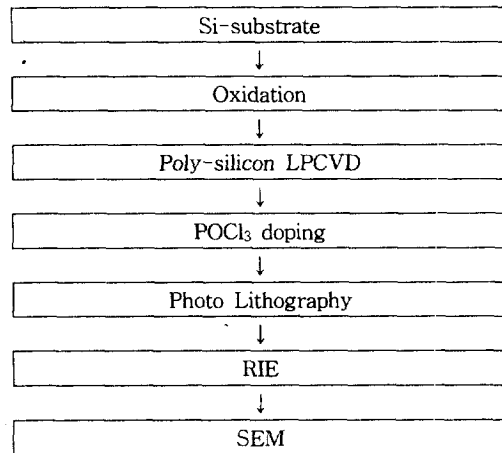 Si-substrate
↓
Oxidation
↓
Poly-silicon LPCVD
↓
POCl₃ doping
↓
Photo Lithography
↓
RIE
↓
SEM